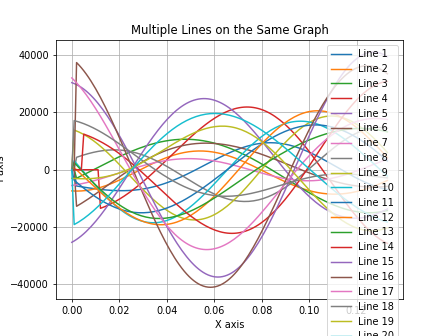 Multiple Lines on the Same Graph
40000
20000
0
−20000
−40000
0.00
0.02
0.04
0.06
0.08
0.10
X axis
Line 1
Line 2
Line 3
Line 4
Line 5
Line 6
Line 7
Line 8
Line 9
Line 10
Line 11
Line 12
Line 13
Line 14
Line 15
Line 16
Line 17
Line 18
Line 19
Line 20